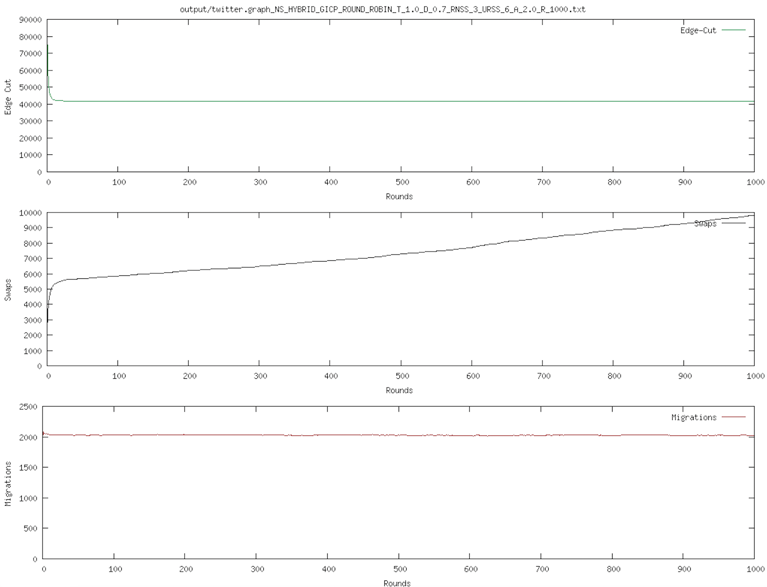 output/twitter.graph_NS_HYBRID_GICP_ROUND_ROBIN_T_1.0_D_0.7_RNSS_3_URSS_6_A_2.0_R_1000.txt
Edge-Cut
90000
80000
70000
60000
50000
40000
30000
20000
10000
0
Edge Cut
0 100 200 300 400 500 600 700 800 900 1000
Rounds
Swaps
10000
9000
8000
7000
6000
5000
4000
3000
2000
1000
0
Swaps
0 100 200 300 400 500 600 700 800 900 1000
Rounds
Migrations
2500
2000
1500
1000
500
0
Migrations
0 100 200 300 400 500 600 700 800 900 1000
Rounds